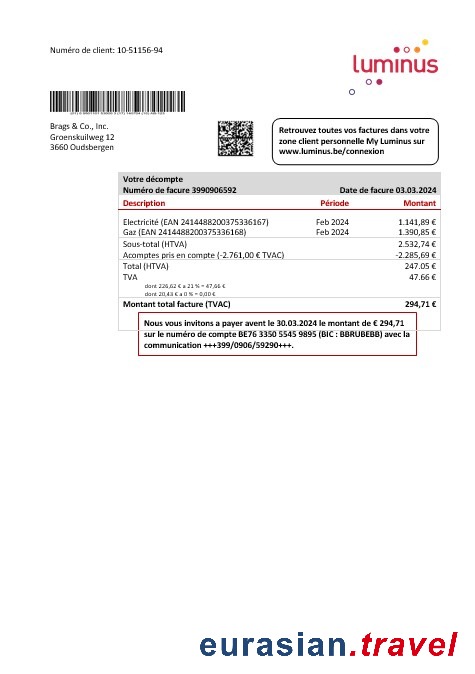 Numéro de client: 10-51156-94
luminus
Brags & Co., Inc.
Groenskuilweg 12
3660 Oudsbergen
Retrouvez toutes vos factures dans votre
zone client personnelle My Luminus sur
www.luminus.be/connexion
Votre décompte
Numéro de facure 3990906592 Date de facure 03.03.2024
Description Période Montant
Electricité (EAN 2414488200375336167) Feb 2024 1.141,89 €
Gaz (EAN 2414488200375336168) Feb 2024 1.390,85 €
Sous-total (HTVA) 2.532,74 €
Acomptes pris en compte (-2.761,00 € TVAC) -2.285,69 €
Total (HTVA) 247.05 €
TVA 47.66 €
dont 226,62 € a 21 % = 47,66 €
dont 20,43 € a 0 % = 0,00 €
Montant total facture (TVAC) 294,71 €
Nous vous invitons a payer avent le 30.03.2024 le montant de € 294,71
sur le numéro de compte BE76 3350 5545 9895 (BIC : BBRUBEBB) avec la
communication +++399/0906/59290+++.
eurasian.travel